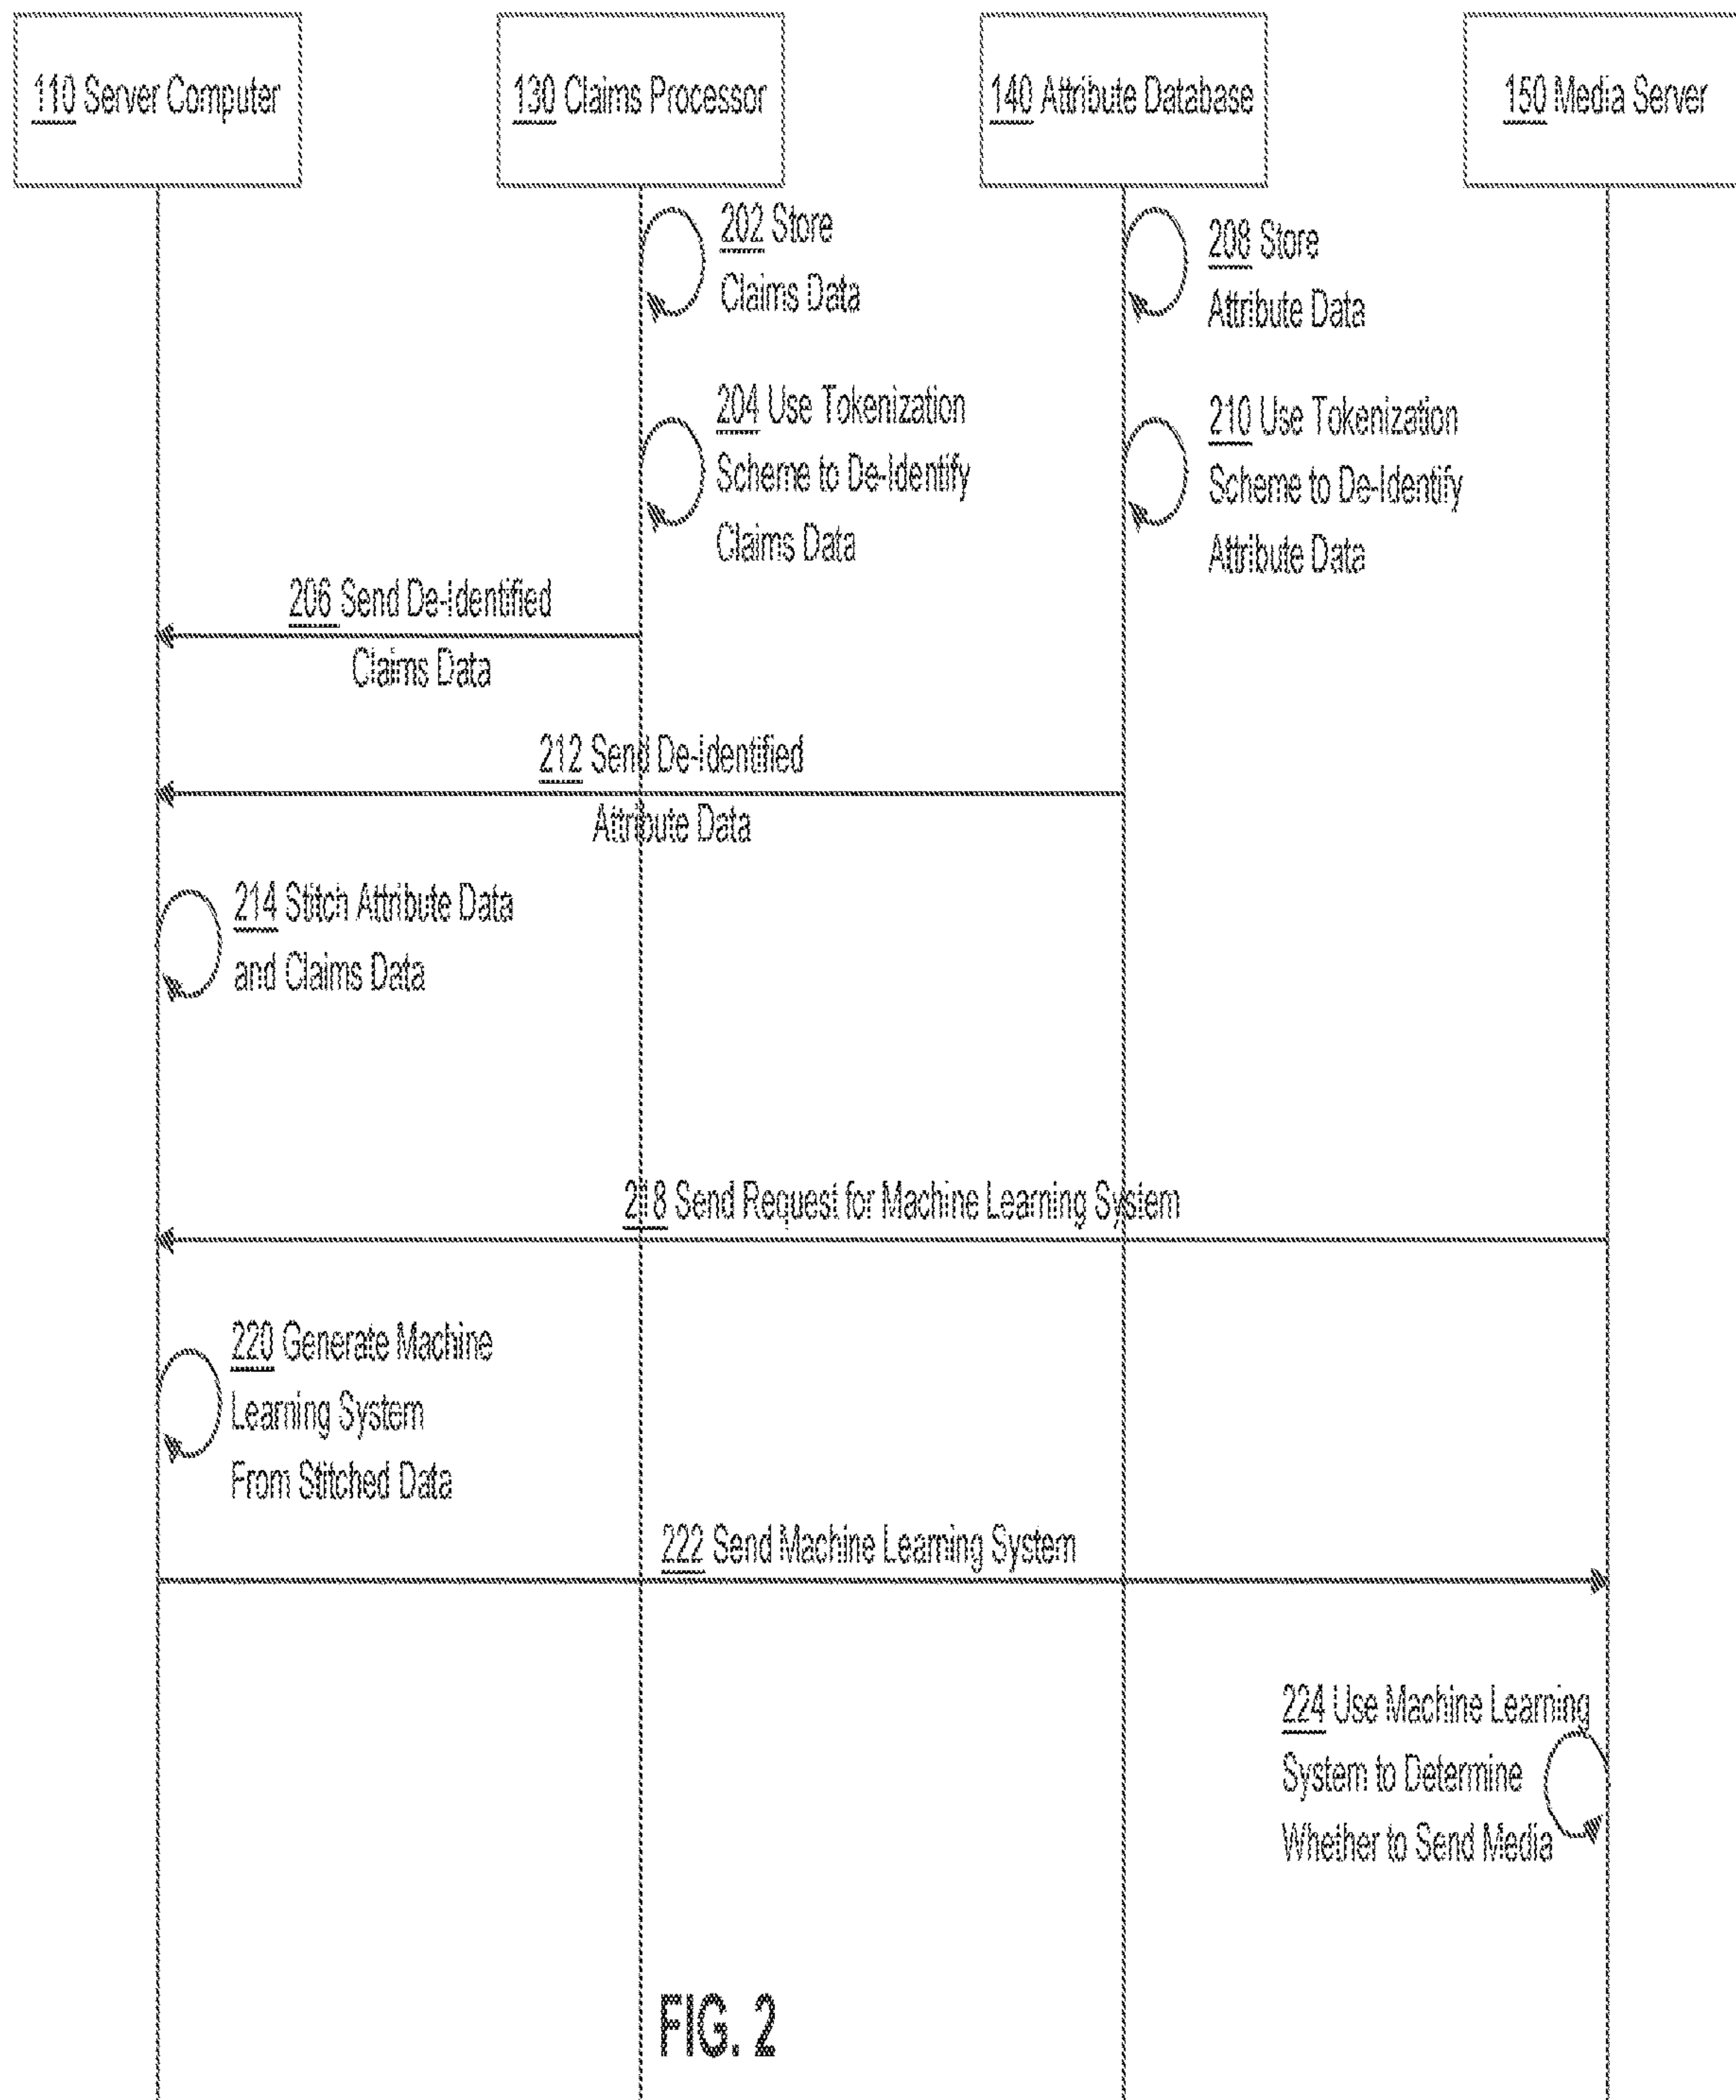 110 Server Computer
130 Claims Processor
140 Attribute Database
150 Media Server
202 Store
Claims Data
208 Store
Attribute Data
204 Use Tokenization
Scheme to De-Identify
Claims Data
210 Use Tokenization
Scheme to De-Identify
Attribute Data
206 Send De-Identified
Claims Data
212 Send De-Identified
Attribute Data
214 Stitch Attribute Data
and Claims Data
218 Send Request for Machine Learning System
220 Generate Machine
Learning System
From Stitched Data
222 Send Machine Learning System
224 Use Machine Learning
System to Determine
Whether to Send Media
FIG. 2